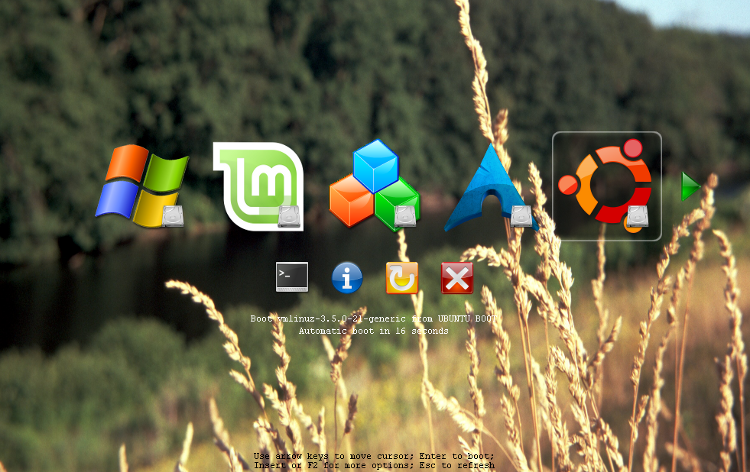 lm
>_
i
Boot vmlinuz-3.5.0-21-generic from UBUNTU BOOT
Automatic boot in 16 seconds
Use arrow keys to move cursor; Enter to boot;
Insert or F2 for more options; Esc to refresh